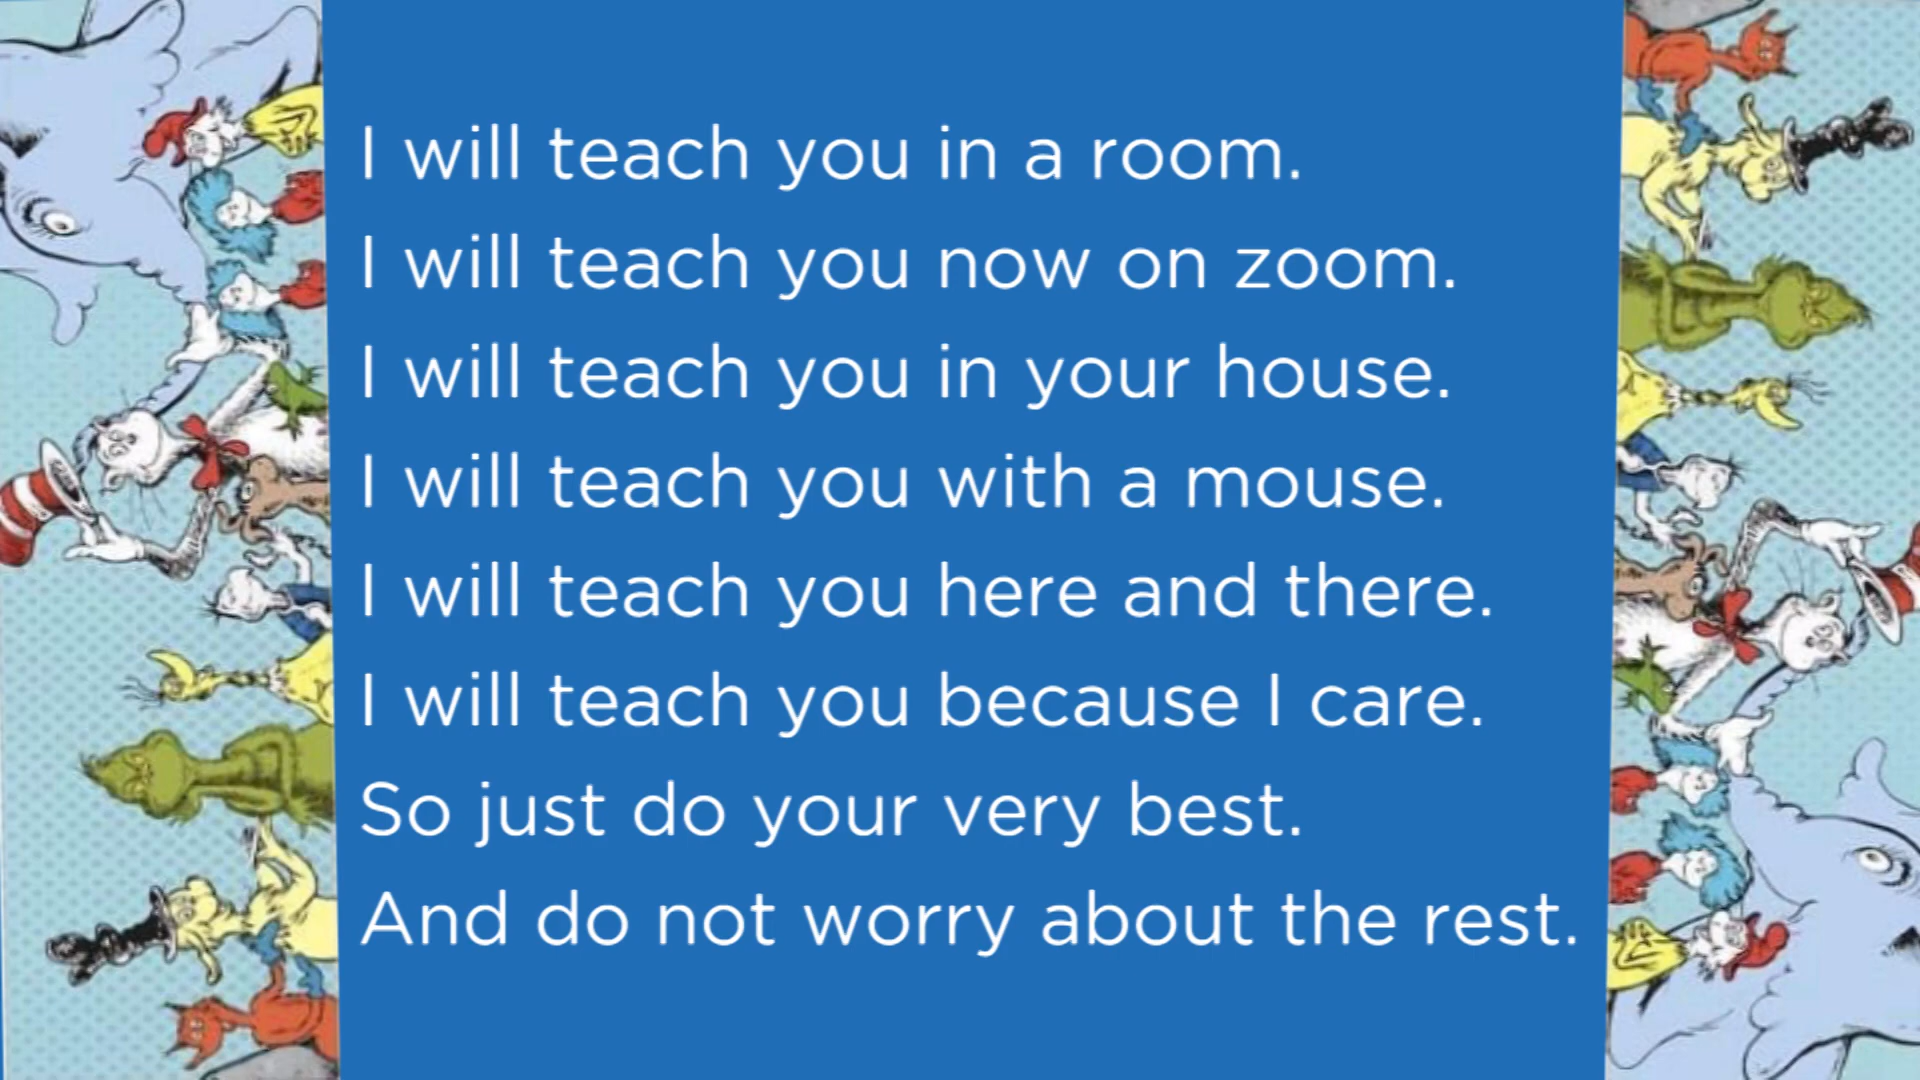 I will teach you in a room.
I will teach you now on zoom.
I will teach you in your house.
I will teach you with a mouse.
I will teach you here and there.
I will teach you because I care.
So just do your very best.
And do not worry about the rest.